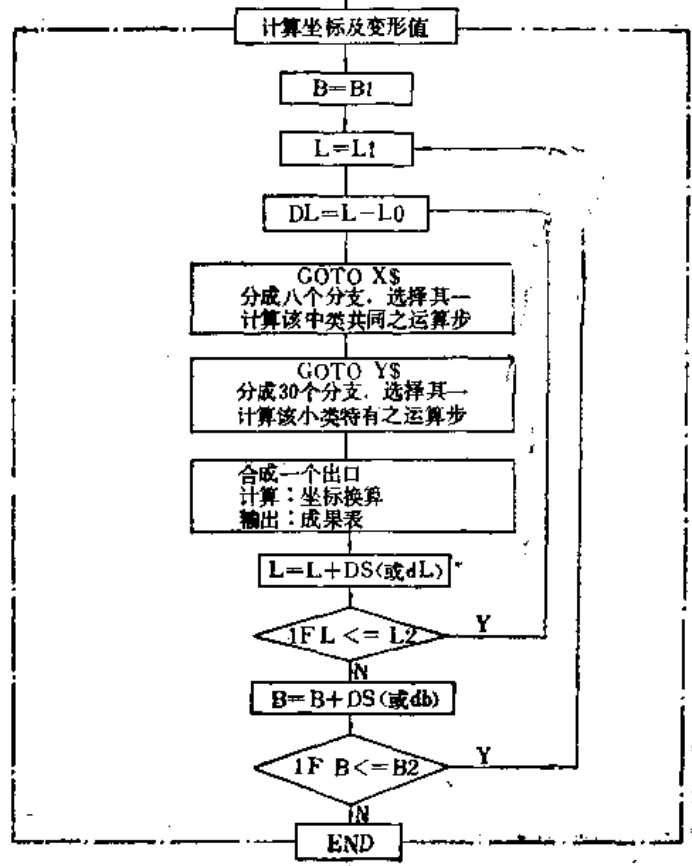 计算坐标及变形值
B=B1
L=L1
DL=L-L0
GOTO X$
分成八个分支，选择其一
计算该中类共同之运算步
GOTO Y$
分成30个分支，选择其一
计算该小类特有之运算步
合成一个出口
计算：坐标换算
输出：成果表
L=L+DS(或dL)
1F L <= L2
Y
N
B=B+DS(或db)
1F B<=B2
Y
N
END